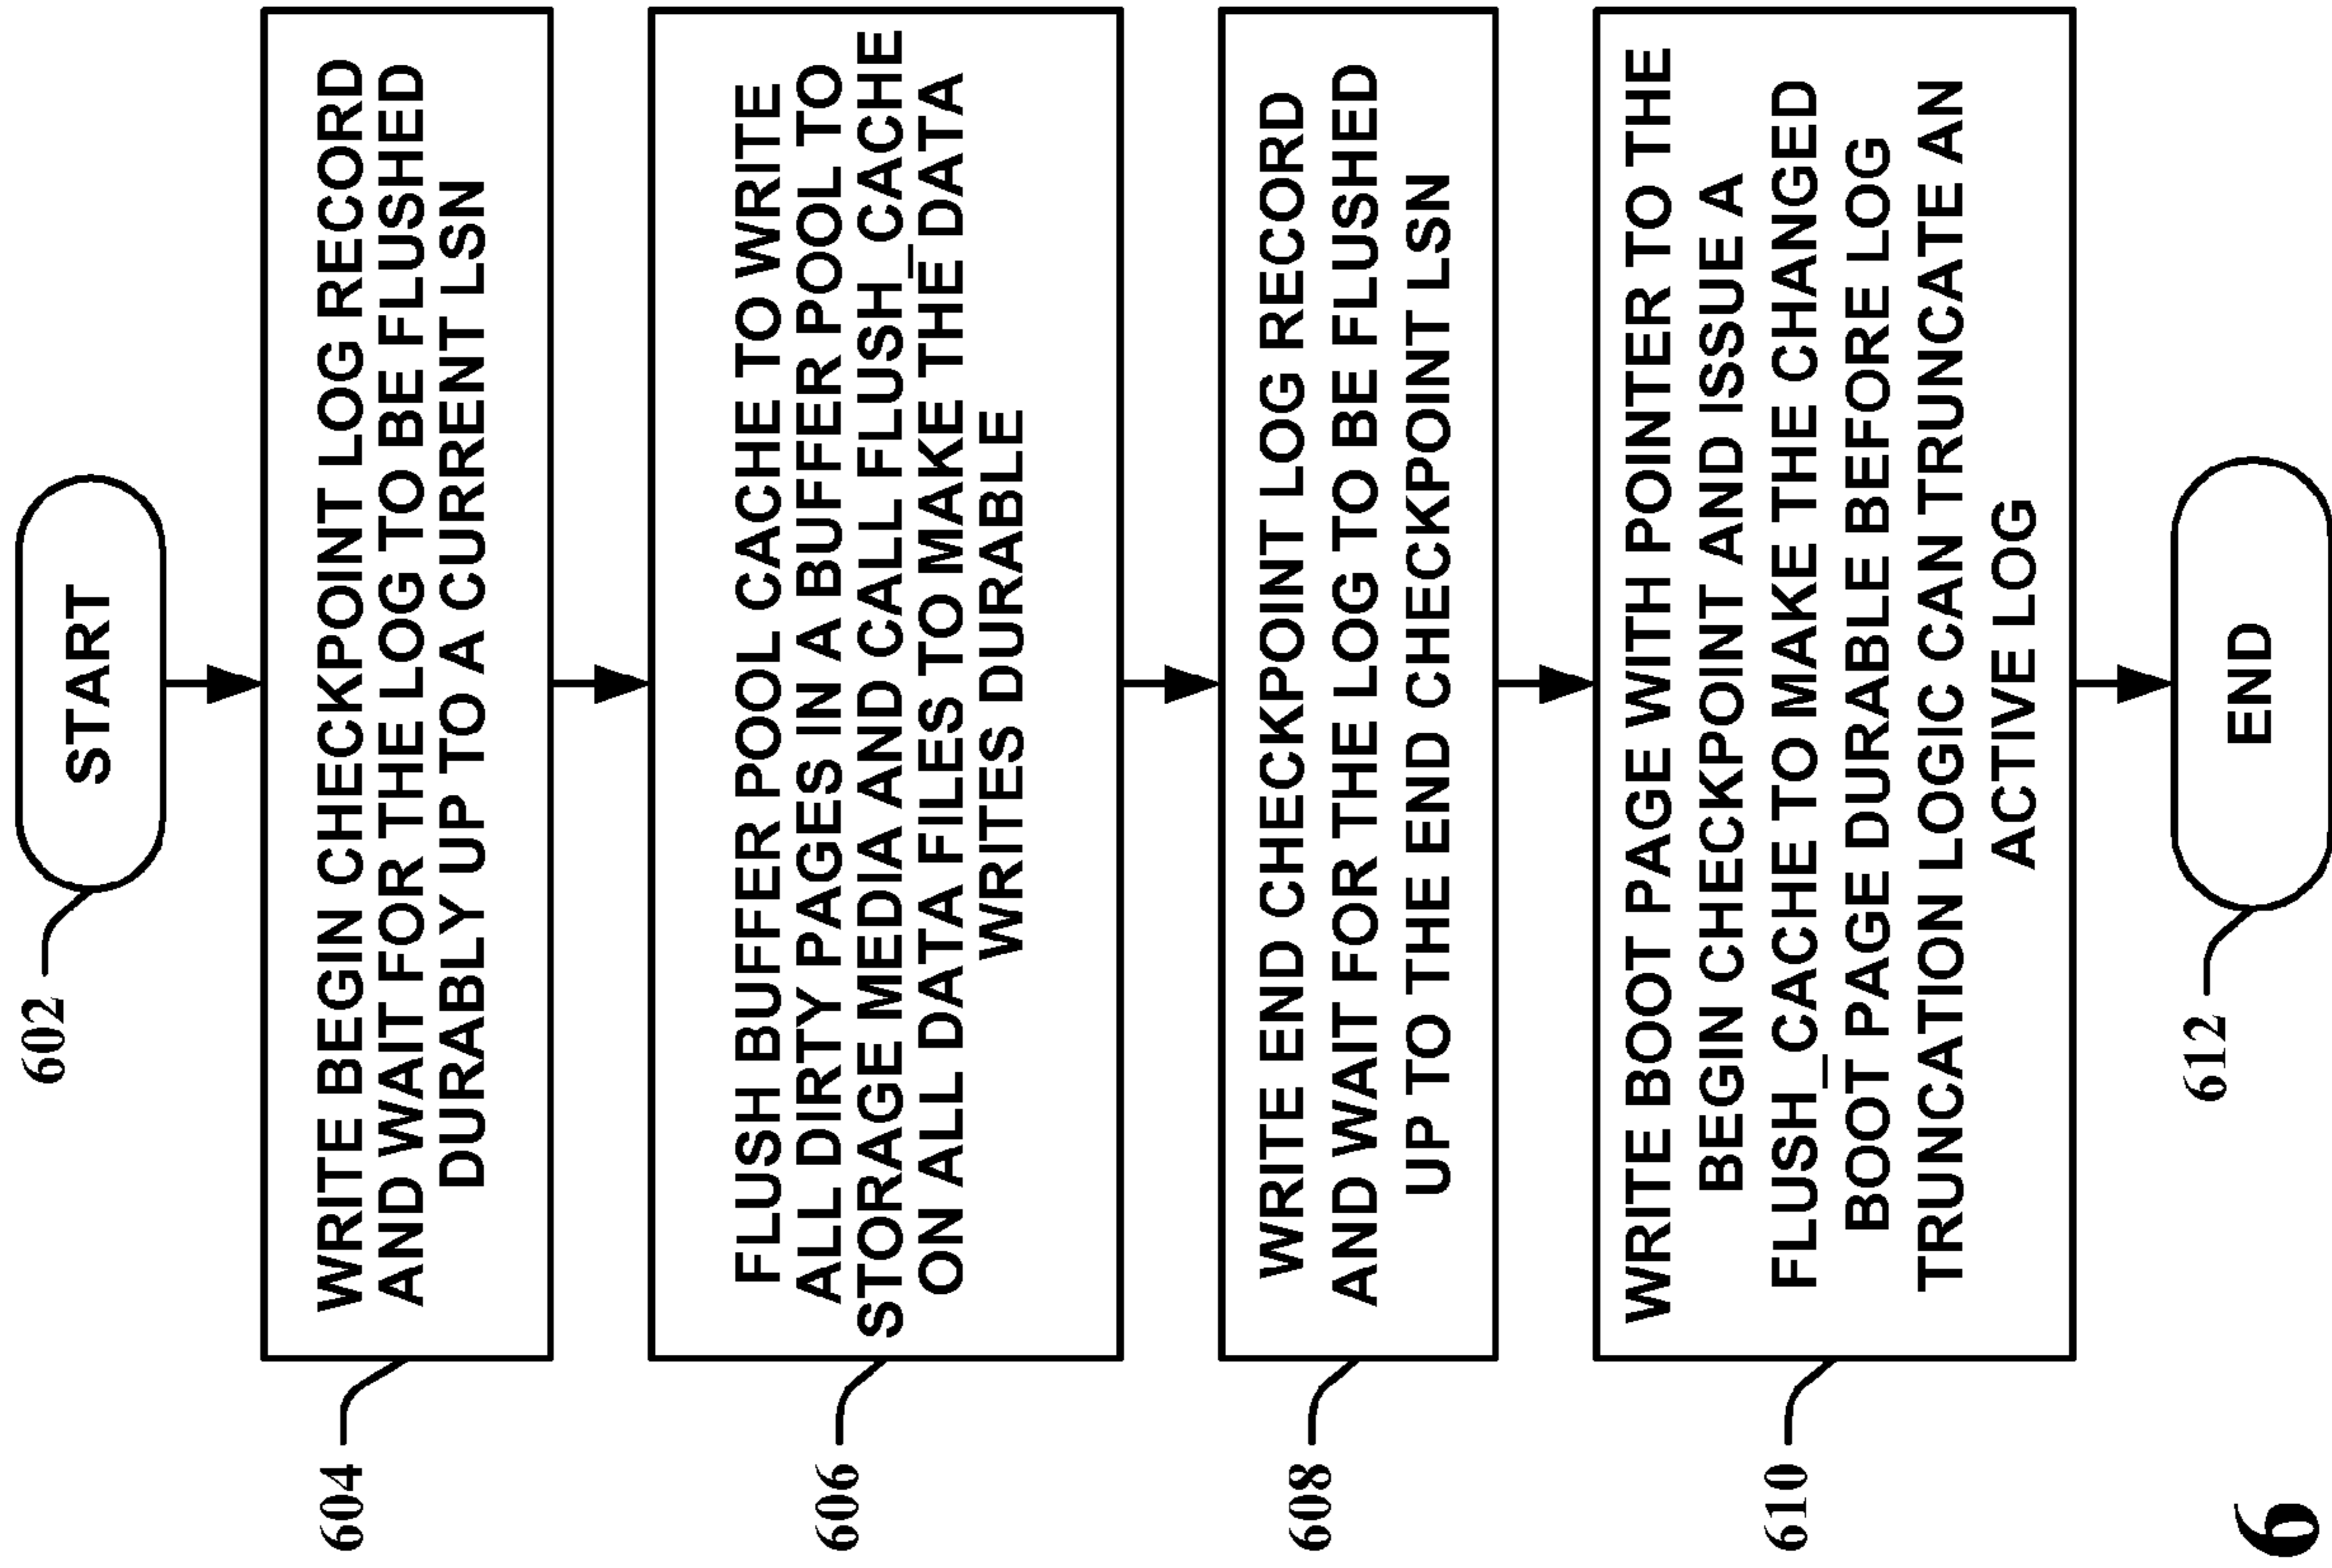 602
START
604
WRITE BEGIN CHECKPOINT LOG RECORD
AND WAIT FOR THE LOG TO BE FLUSHED
DURABLY UP TO A CURRENT LSN
606
FLUSH BUFFER POOL CACHE TO WRITE
ALL DIRTY PAGES IN A BUFFER POOL TO
STORAGE MEDIA AND CALL FLUSH_CACHE
ON ALL DATA FILES TO MAKE THE DATA
WRITES DURABLE
608
WRITE END CHECKPOINT LOG RECORD
AND WAIT FOR THE LOG TO BE FLUSHED
UP TO THE END CHECKPOINT LSN
610
WRITE BOOT PAGE WITH POINTER TO THE
BEGIN CHECKPOINT AND ISSUE A
FLUSH_CACHE TO MAKE THE CHANGED
BOOT PAGE DURABLE BEFORE LOG
TRUNCATION LOGIC CAN TRUNCATE AN
ACTIVE LOG
612
END
6